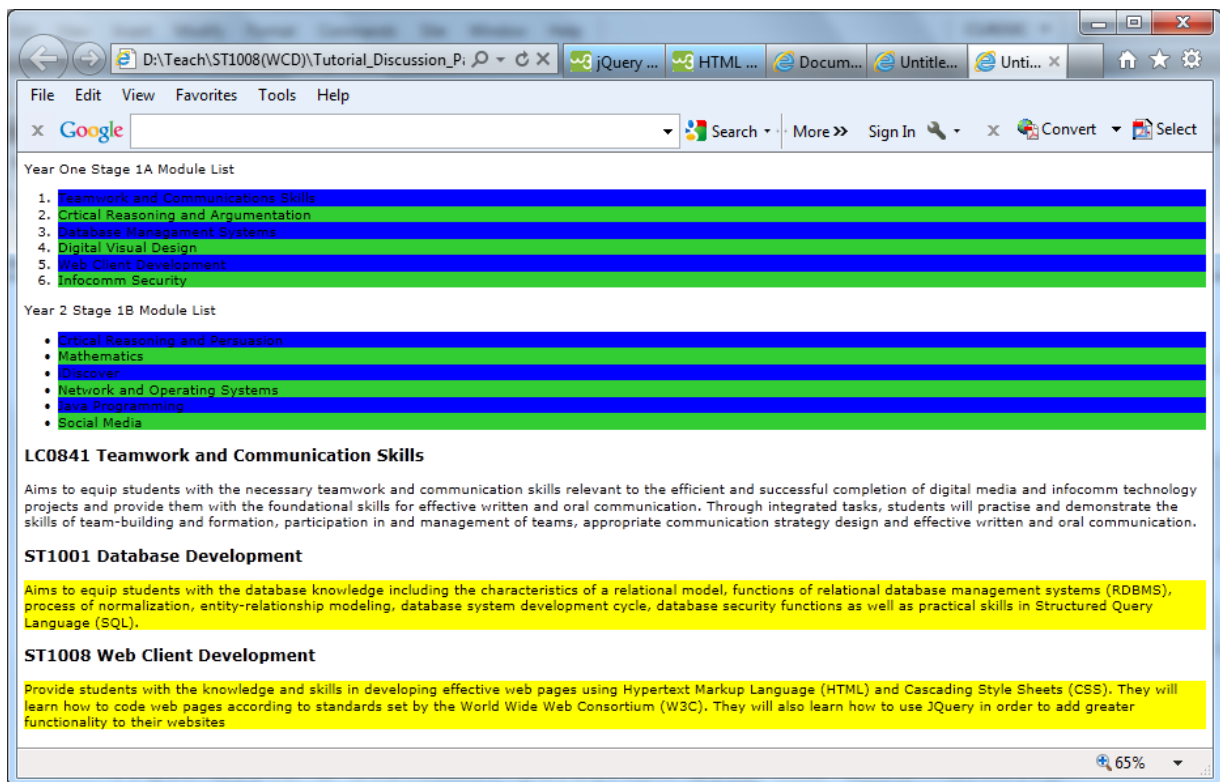 D:\Teach\ST1008(WCD))\Tutorial_Discussion_Pa
jQuery ...
HTML ...
Docum...
Untitle...
Unti...
File Edit View Favorites Tools Help
x Google Search More >> Sign In x Convert Select
Year One Stage 1A Module List
1. Teamwork and Communications Skills
2. Crtical Reasoning and Argumentation
3. Database Managament Systems
4. Digital Visual Design
5. Web Client Development
6. Infocomm Security
Year 2 Stage 1B Module List
• Crtical Reasoning and Persuasion
• Mathematics
• iDiscover
• Network and Operating Systems
• Java Programming
• Social Media
LC0841 Teamwork and Communication Skills
Aims to equip students with the necessary teamwork and communication skills relevant to the efficient and successful completion of digital media and infocomm technology
projects and provide them with the foundational skills for effective written and oral communication. Through integrated tasks, students will practise and demonstrate the
skills of team-building and formation, participation in and management of teams, appropriate communication strategy design and effective written and oral communication.
ST1001 Database Development
Aims to equip students with the database knowledge including the characteristics of a relational model, functions of relational database management systems (RDBMS),
process of normalization, entity-relationship modeling, database system development cycle, database security functions as well as practical skills in Structured Query
Language (SQL).
ST1008 Web Client Development
Provide students with the knowledge and skills in developing effective web pages using Hypertext Markup Language (HTML) and Cascading Style Sheets (CSS). They will
learn how to code web pages according to standards set by the World Wide Web Consortium (W3C). They will also learn how to use JQuery in order to add greater
functionality to their websites
65%